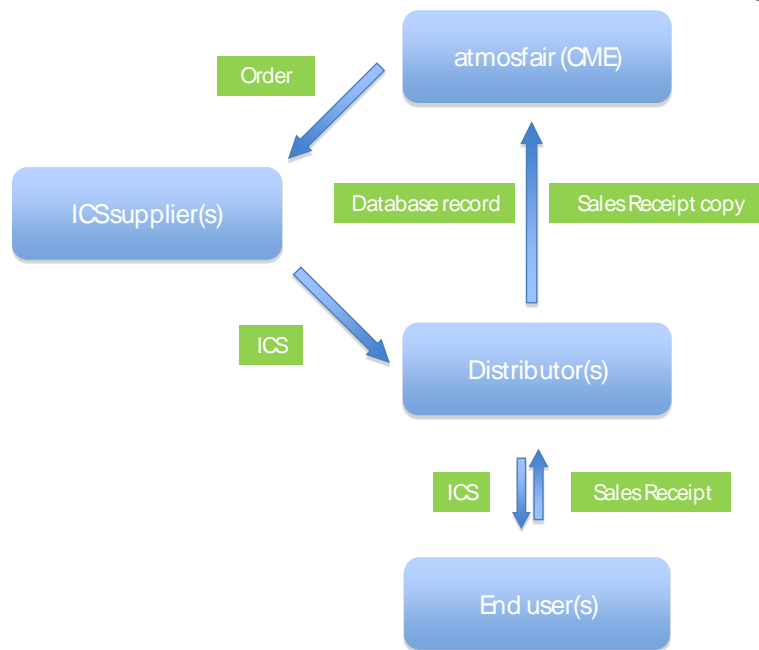 atmosfair (CME)
Order
ICSsupplier(s)
Database record
Sales Receipt copy
ICS
Distributor(s)
ICS
Sales Receipt
End user(s)